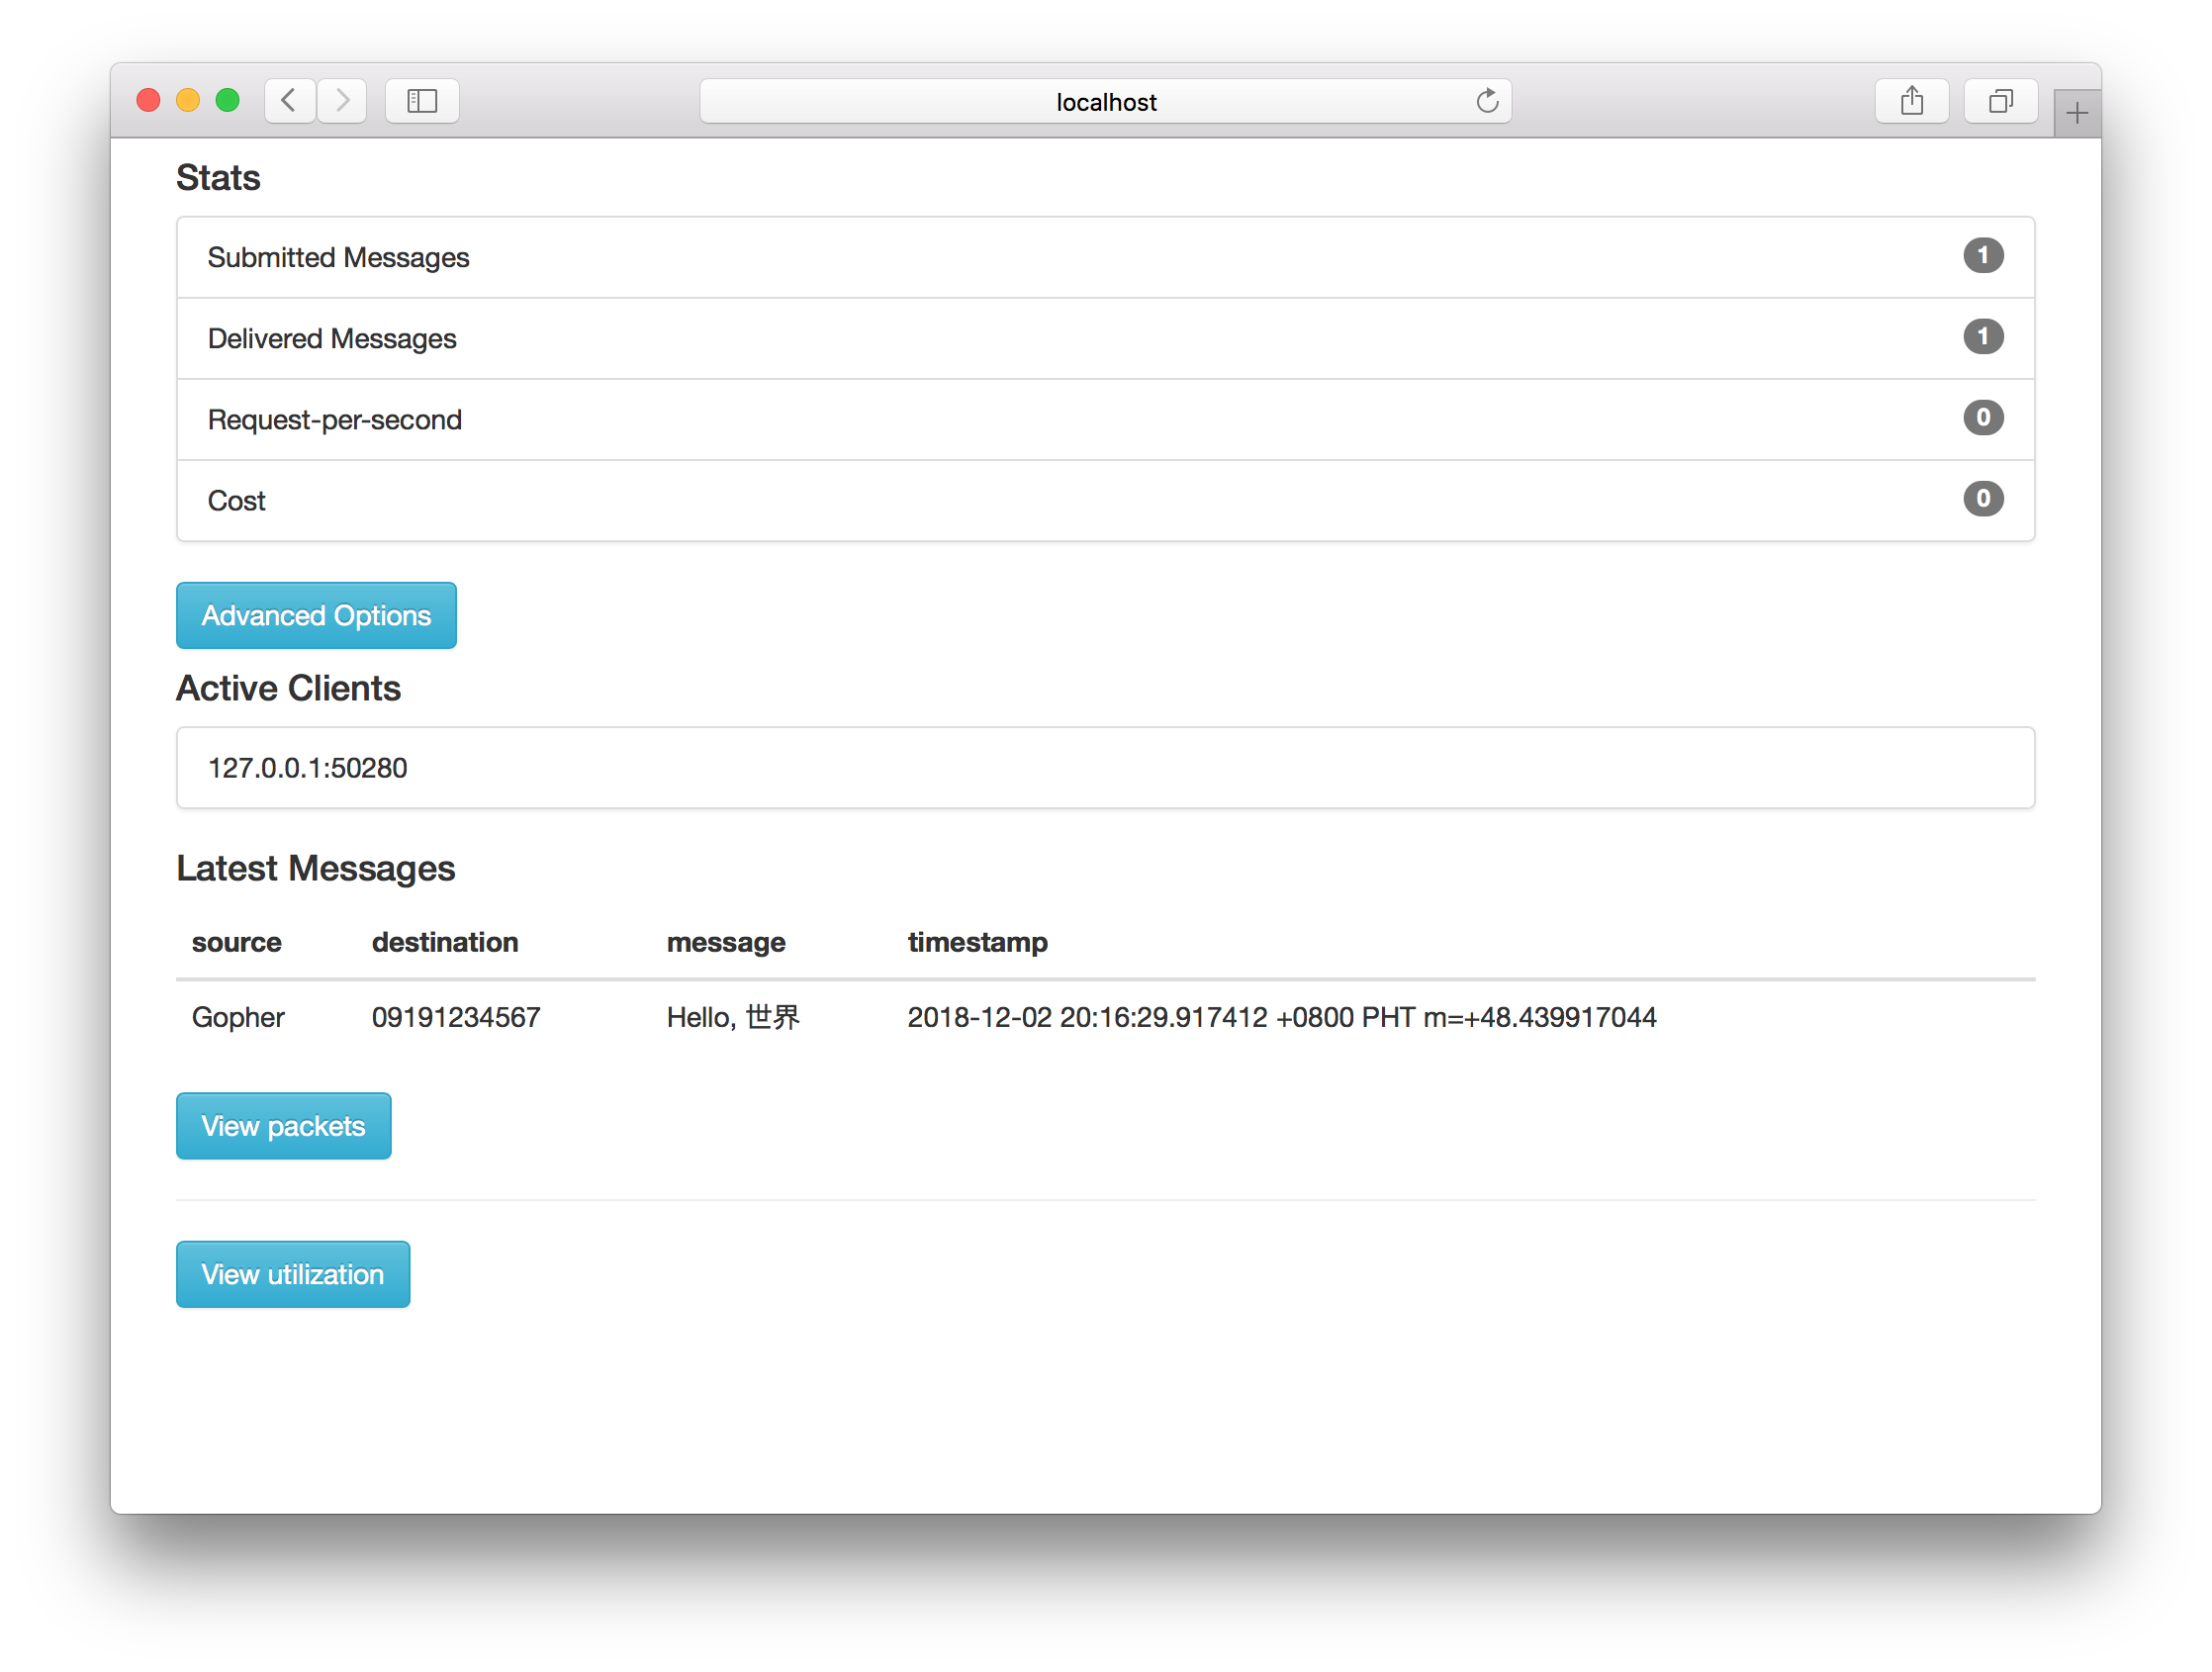 localhost
Stats
Submitted Messages 1
Delivered Messages 1
Request-per-second 0
Cost 0
Advanced Options
Active Clients
127.0.0.1:50280
Latest Messages
source destination message timestamp
Gopher 09191234567 Hello, 世界 2018-12-02 20:16:29.917412 +0800 PHT m=+48.439917044
View packets
View utilization